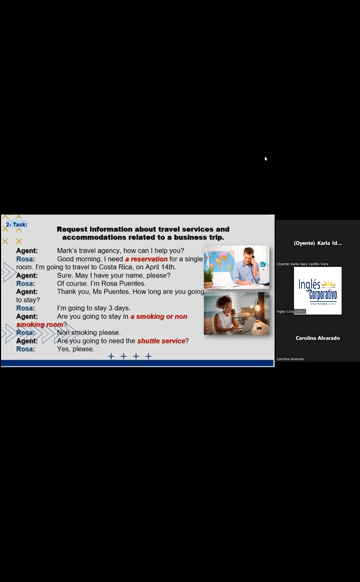 2- Task:
Request information about travel services and
accommodations related to a business trip.
Agent: Mark's travel agency, how can I help you?
Rosa: Good morning. I need a reservation for a single
room. I'm going to travel to Costa Rica, on April 14th.
Agent: Sure. May I have your name, please?
Rosa: Of course. I'm Rosa Puentes.
Agent: Thank you, Ms Puentes. How long are you going
to stay?
Rosa: I'm going to stay 3 days.
Agent: Are you going to stay in a smoking or non
smoking room?
Rosa: Non smoking please.
Agent: Are you going to need the shuttle service?
Rosa: Yes, please.
(Oyente) Karla Id...
(Oyente) Karla
Inglés
Corporativo
Carolina Alvarado
Carolina Alvarado